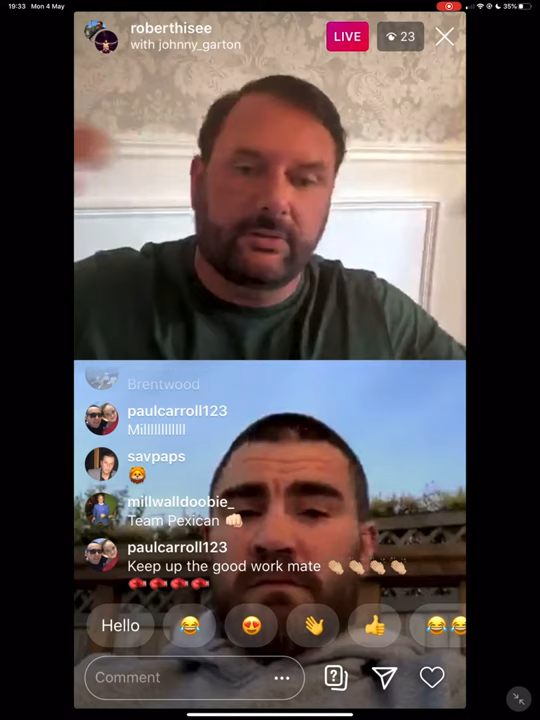 19:33 Mon 4 May
35%
roberthisee
with johnny_garton
LIVE
23
Brentwood
paulcarroll123
Milllllllllllll
savpaps
millwalldoobie_
Team Pexican 👊🏻
paulcarroll123
Keep up the good work mate 👏🏼👏🏼👏🏼👏🏼
🥊🥊🥊🥊
Hello
Comment